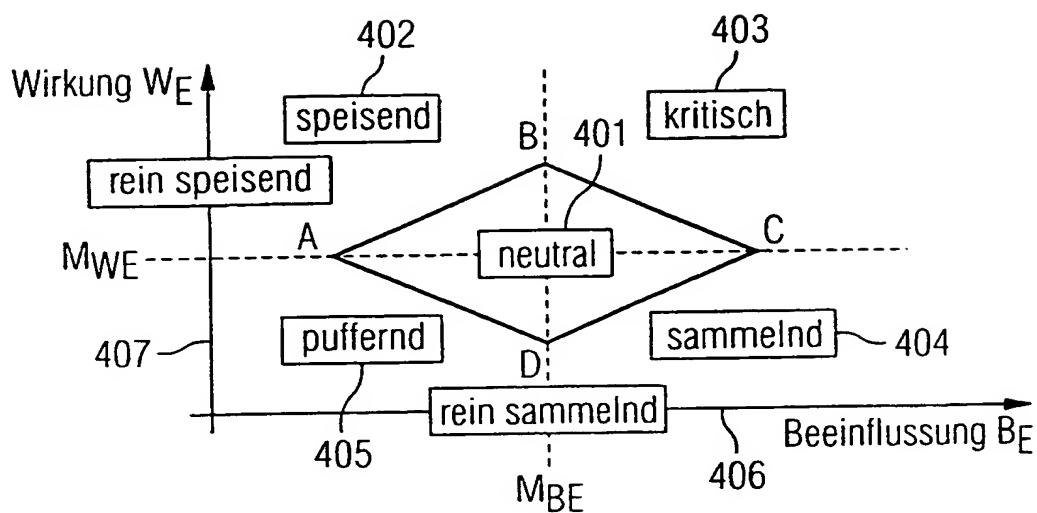 402
403
Wirkung WE
speisend
kritisch
B
401
rein speisend
A
C
MWE
neutral
407
puffernd
sammelnd
404
D
rein sammelnd
405
406
Beeinflussung BE
MBE